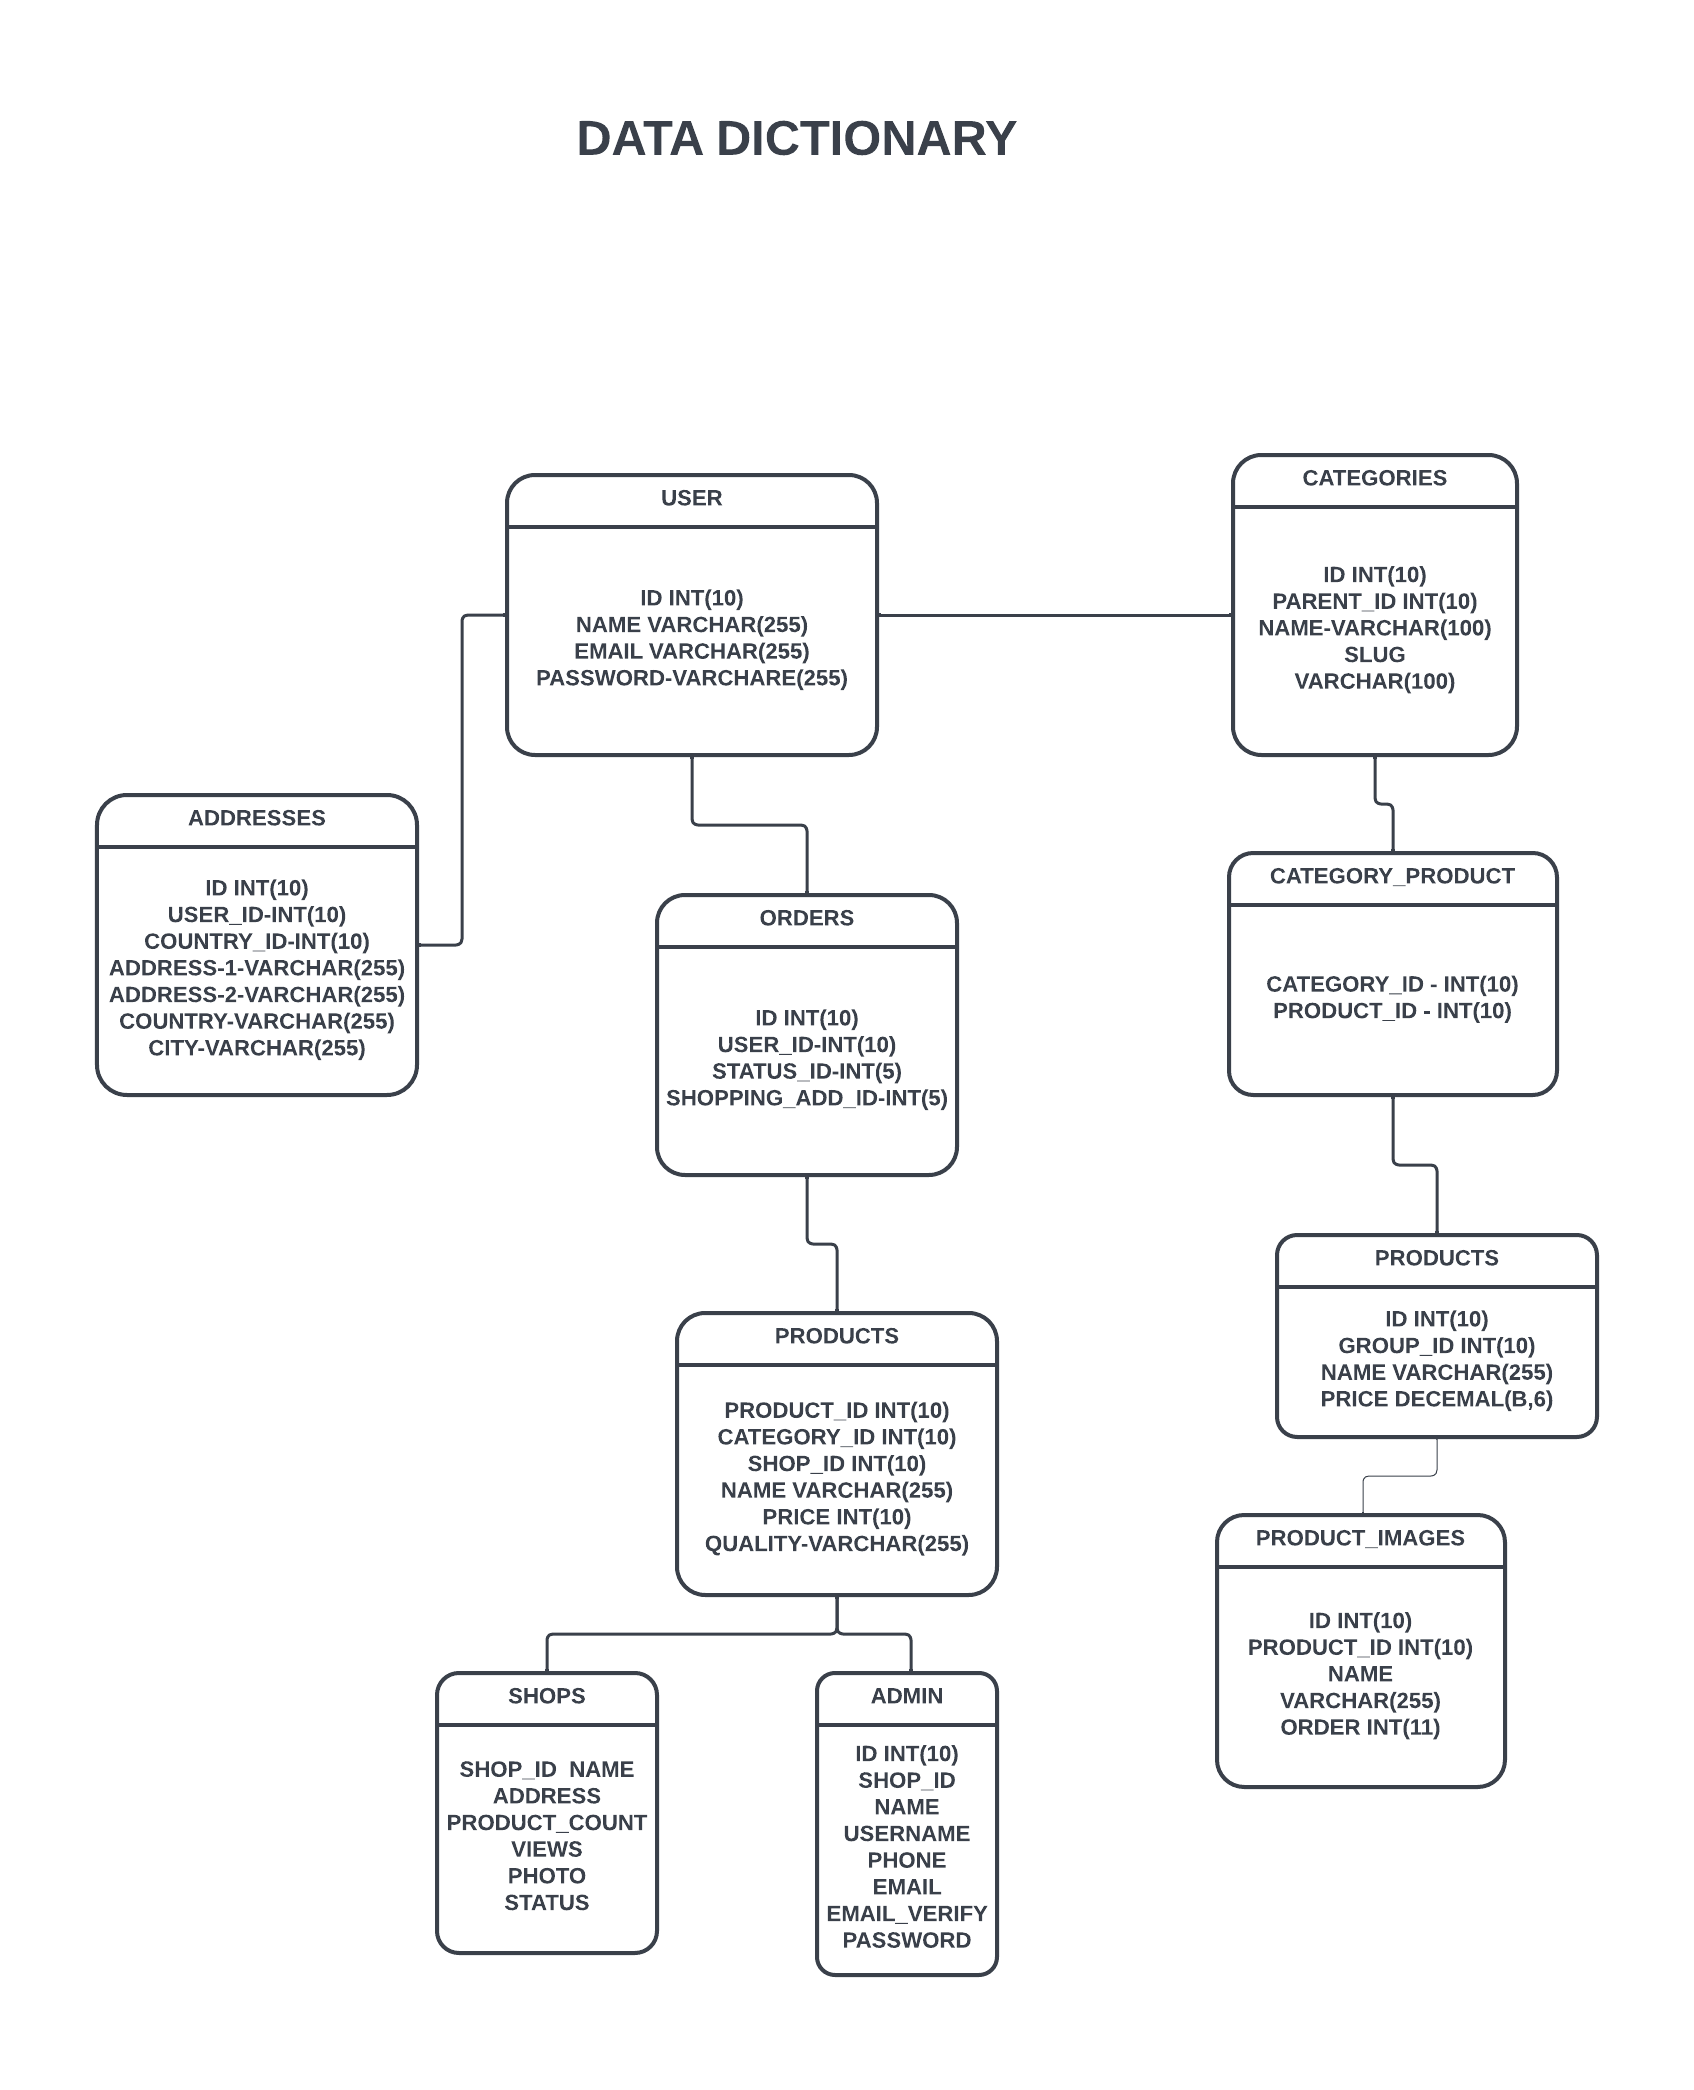 DATA DICTIONARY
USER
ID INT(10)
NAME VARCHAR(255)
EMAIL VARCHAR(255)
PASSWORD-VARCHARE(255)
CATEGORIES
ID INT(10)
PARENT_ID INT(10)
NAME-VARCHAR(100)
SLUG
VARCHAR(100)
ADDRESSES
ID INT(10)
USER_ID-INT(10)
COUNTRY_ID-INT(10)
ADDRESS-1-VARCHAR(255)
ADDRESS-2-VARCHAR(255)
COUNTRY-VARCHAR(255)
CITY-VARCHAR(255)
ORDERS
ID INT(10)
USER_ID-INT(10)
STATUS_ID-INT(5)
SHOPPING_ADD_ID-INT(5)
CATEGORY_PRODUCT
CATEGORY_ID - INT(10)
PRODUCT_ID - INT(10)
PRODUCTS
PRODUCT_ID INT(10)
CATEGORY_ID INT(10)
SHOP_ID INT(10)
NAME VARCHAR(255)
PRICE INT(10)
QUALITY-VARCHAR(255)
PRODUCTS
ID INT(10)
GROUP_ID INT(10)
NAME VARCHAR(255)
PRICE DECEMAL(B,6)
PRODUCT_IMAGES
ID INT(10)
PRODUCT_ID INT(10)
NAME
VARCHAR(255)
ORDER INT(11)
SHOPS
SHOP_ID  NAME
ADDRESS
PRODUCT_COUNT
VIEWS
PHOTO
STATUS
ADMIN
ID INT(10)
SHOP_ID
NAME
USERNAME
PHONE
EMAIL
EMAIL_VERIFY
PASSWORD